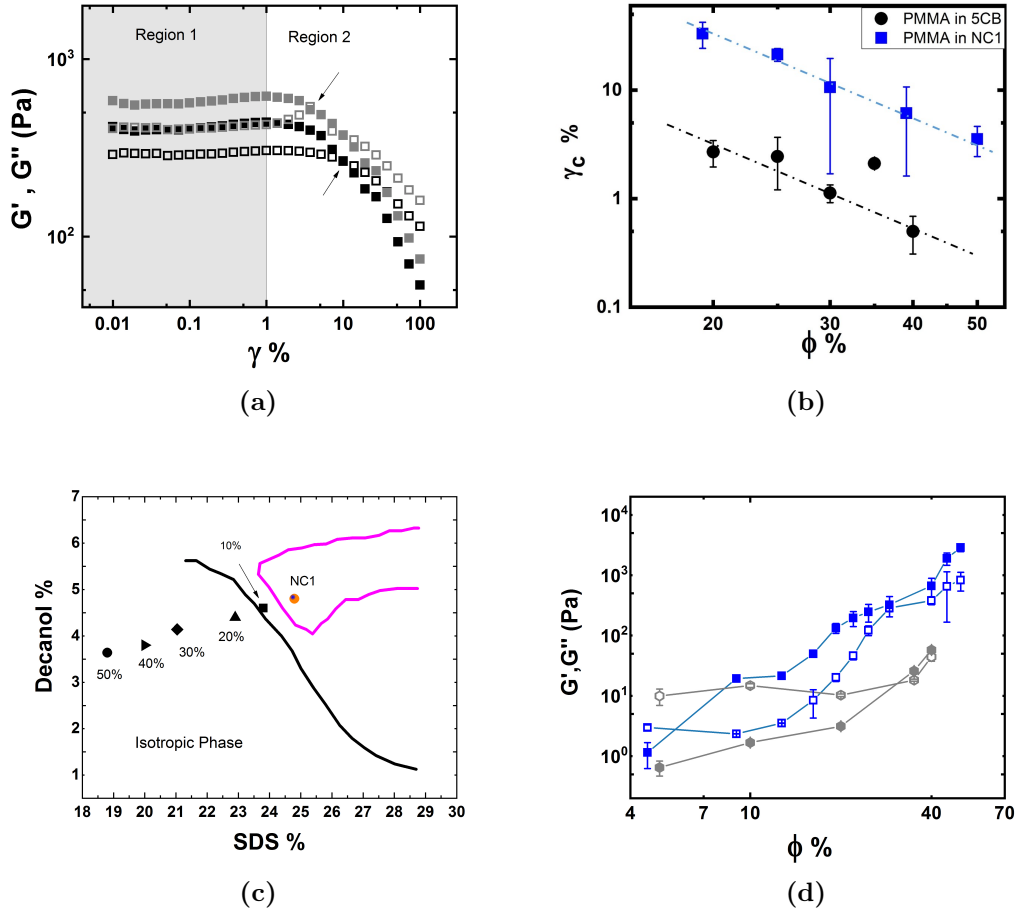 Region 1
Region 2
10³
10²
G' , G'' (Pa)
0.01 0.1 1 10 100
γ %
(a)
PMMA in 5CB
PMMA in NC1
10
1
0.1
γc %
20 30 40 50
ϕ %
(b)
7
6
5
4
3
2
1
Decanol %
10%
NC1
20%
30%
40%
50%
Isotropic Phase
18 19 20 21 22 23 24 25 26 27 28 29 30
SDS %
(c)
10⁴
10³
10²
10¹
10⁰
G',G'' (Pa)
4 7 10 40 70
ϕ %
(d)